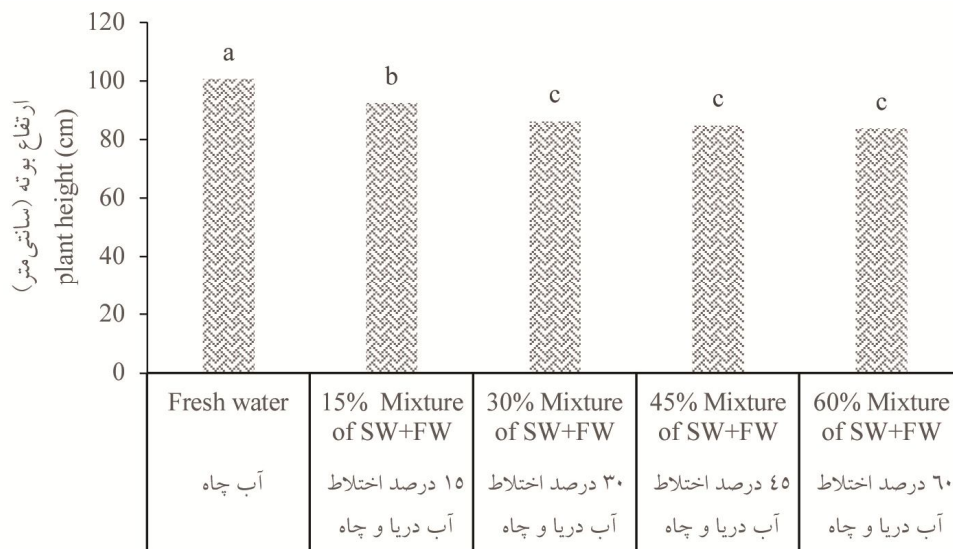 ارتفاع بوته (سانتی‌متر)
plant height (cm)
120
100
80
60
40
20
0
a
b
c
c
c
Fresh water
15% Mixture
of SW+FW
30% Mixture
of SW+FW
45% Mixture
of SW+FW
60% Mixture
of SW+FW
آب چاه
۱۵ درصد اختلاط
آب دریا و چاه
۳۰ درصد اختلاط
آب دریا و چاه
٤٥ درصد اختلاط
آب دریا و چاه
٦٠ درصد اختلاط
آب دریا و چاه